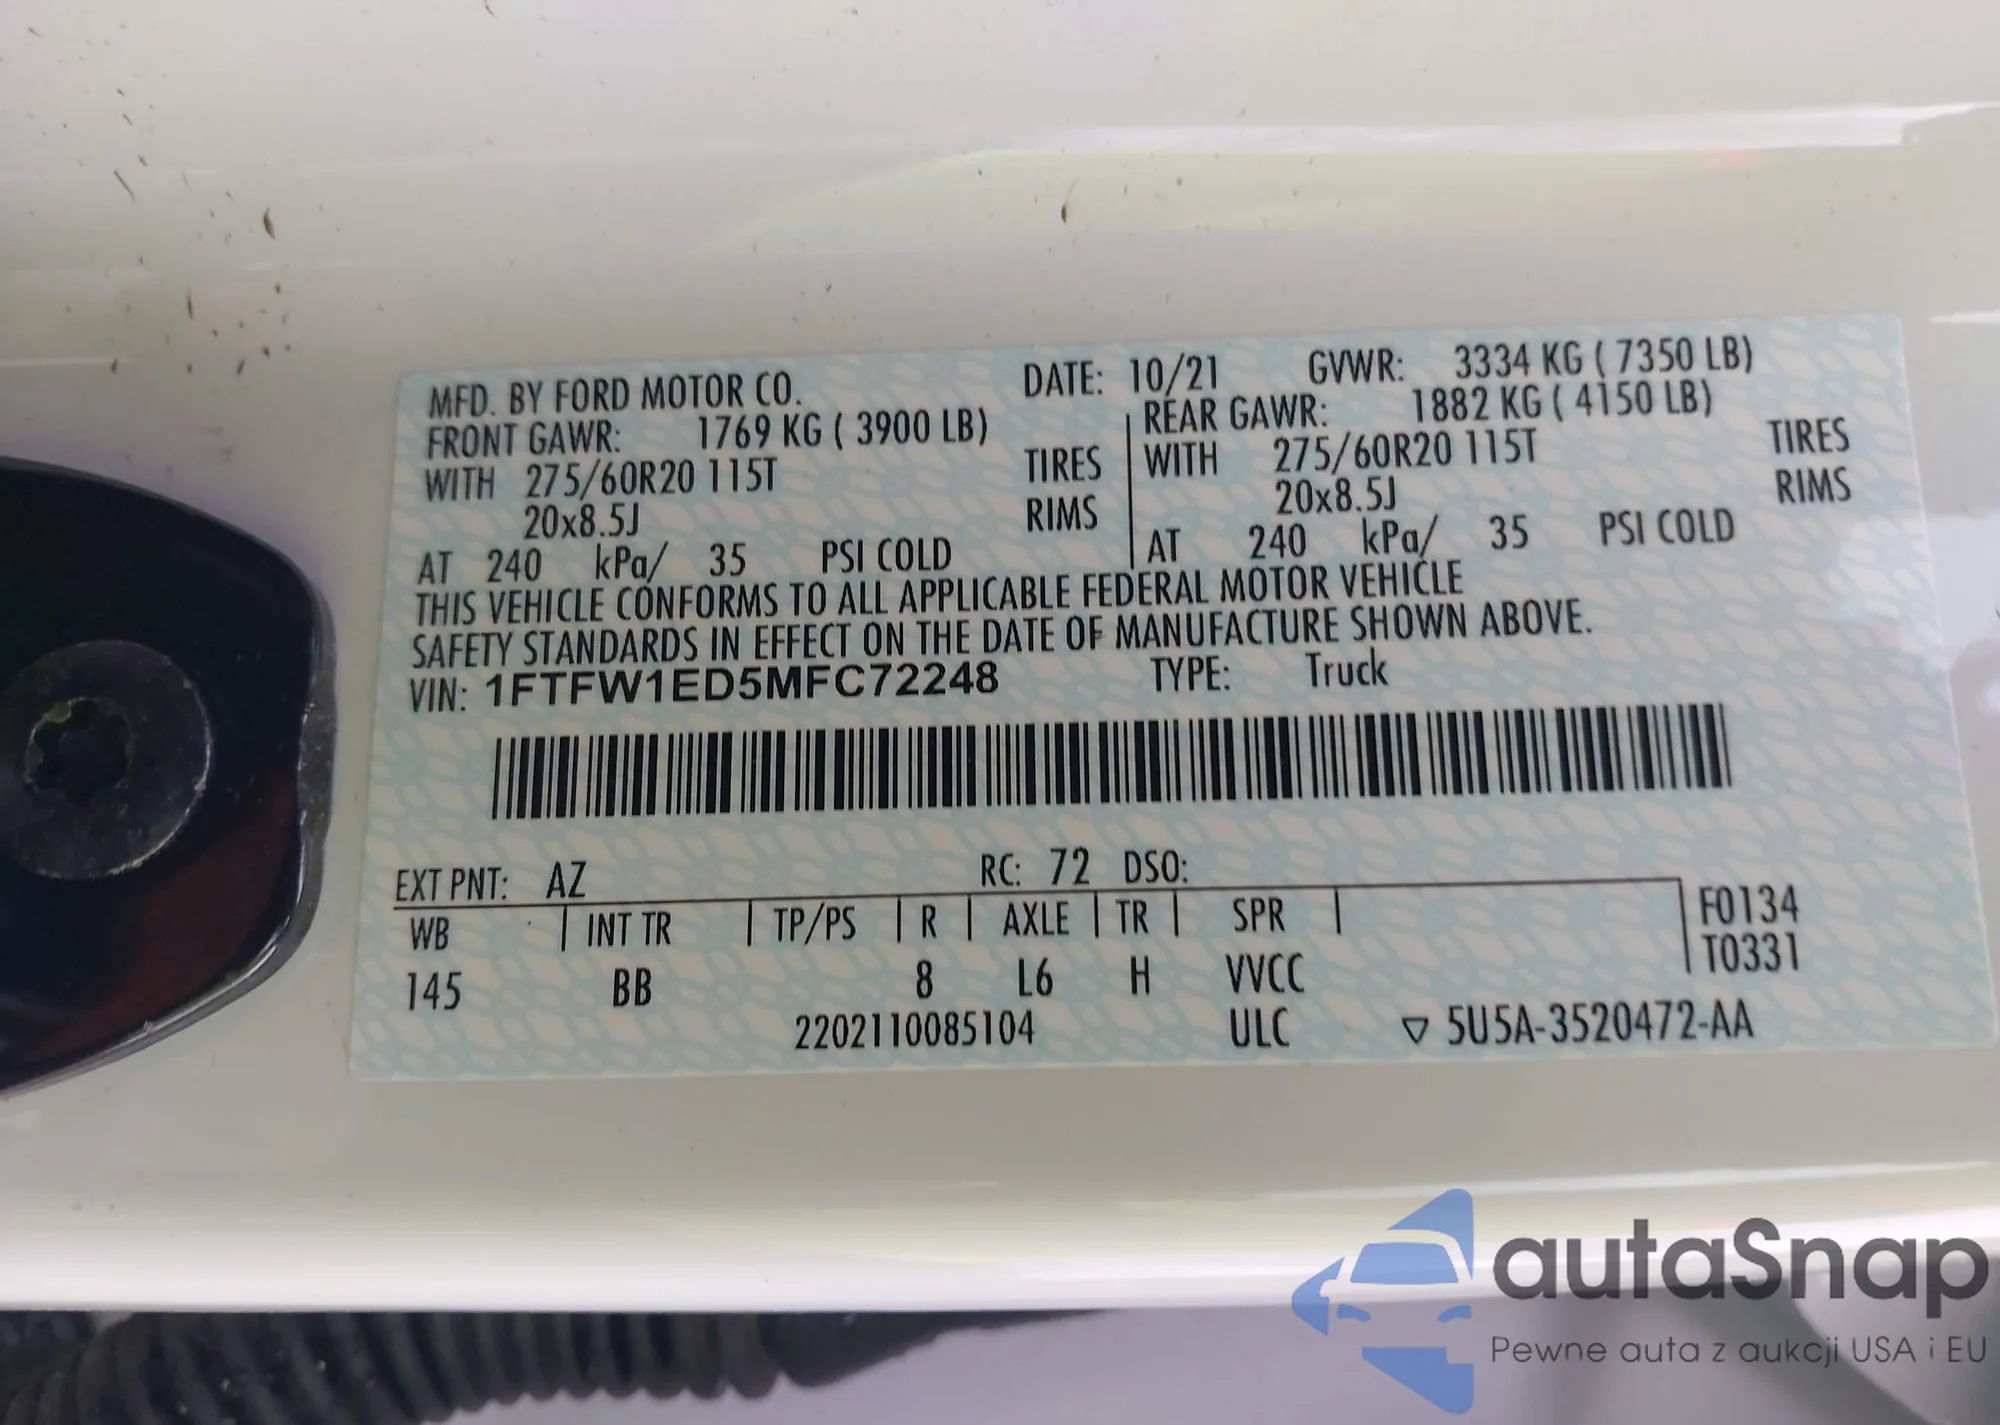 MFD. BY FORD MOTOR CO. DATE: 10/21 GVWR: 3334 KG ( 7350 LB)
FRONT GAWR: 1769 KG ( 3900 LB) REAR GAWR: 1882 KG ( 4150 LB)
WITH 275/60R20 115T TIRES WITH 275/60R20 115T TIRES
20x8.5J RIMS 20x8.5J RIMS
AT 240 kPa/ 35 PSI COLD AT 240 kPa/ 35 PSI COLD
THIS VEHICLE CONFORMS TO ALL APPLICABLE FEDERAL MOTOR VEHICLE
SAFETY STANDARDS IN EFFECT ON THE DATE OF MANUFACTURE SHOWN ABOVE.
VIN: 1FTFW1ED5MFC72248 TYPE: Truck
EXT PNT: AZ RC: 72 DSO:
WB INT TR TP/PS R AXLE TR SPR F0134
145 BB 8 L6 H VVCC T0331
2202110085104 ULC ▽ 5U5A-3520472-AA
autaSnap
Pewne auta z aukcji USA i EU